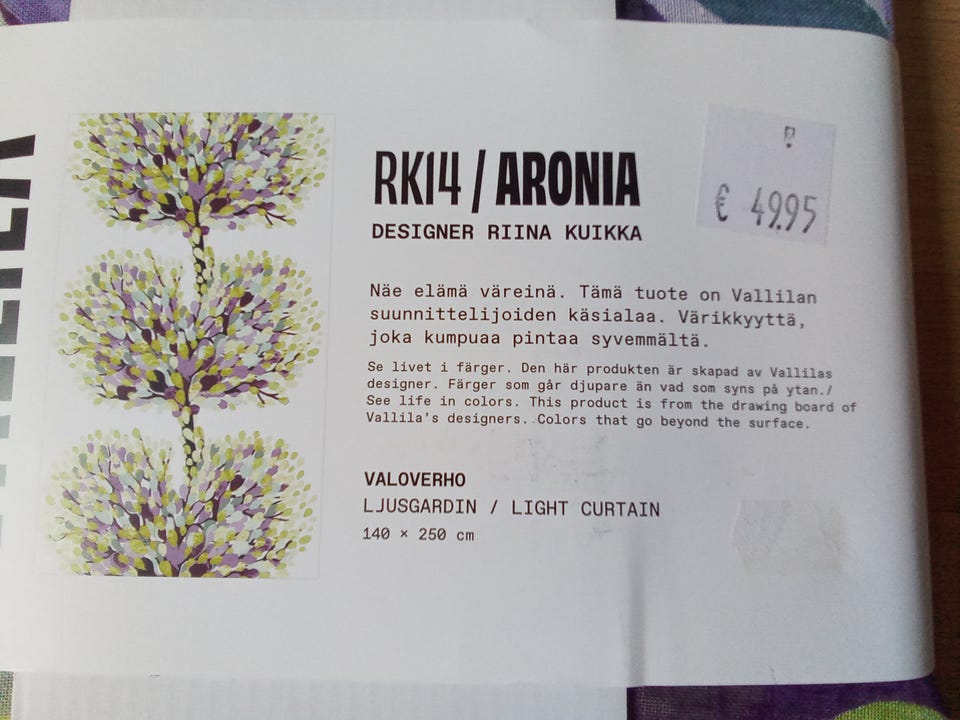 RK14 / ARONIA
DESIGNER RIINA KUIKKA
€ 49.95
Näe elämä väreinä. Tämä tuote on Vallilan
suunnittelijoiden käsialaa. Värikkyyttä,
joka kumpuaa pintaa syvemmältä.
Se livet i färger. Den här produkten är skapad av Vallilas
designer. Färger som går djupare än vad som syns på ytan./
See life in colors. This product is from the drawing board of
Vallila's designers. Colors that go beyond the surface.
VALOVERHO
LJUSGARDIN / LIGHT CURTAIN
140 × 250 cm